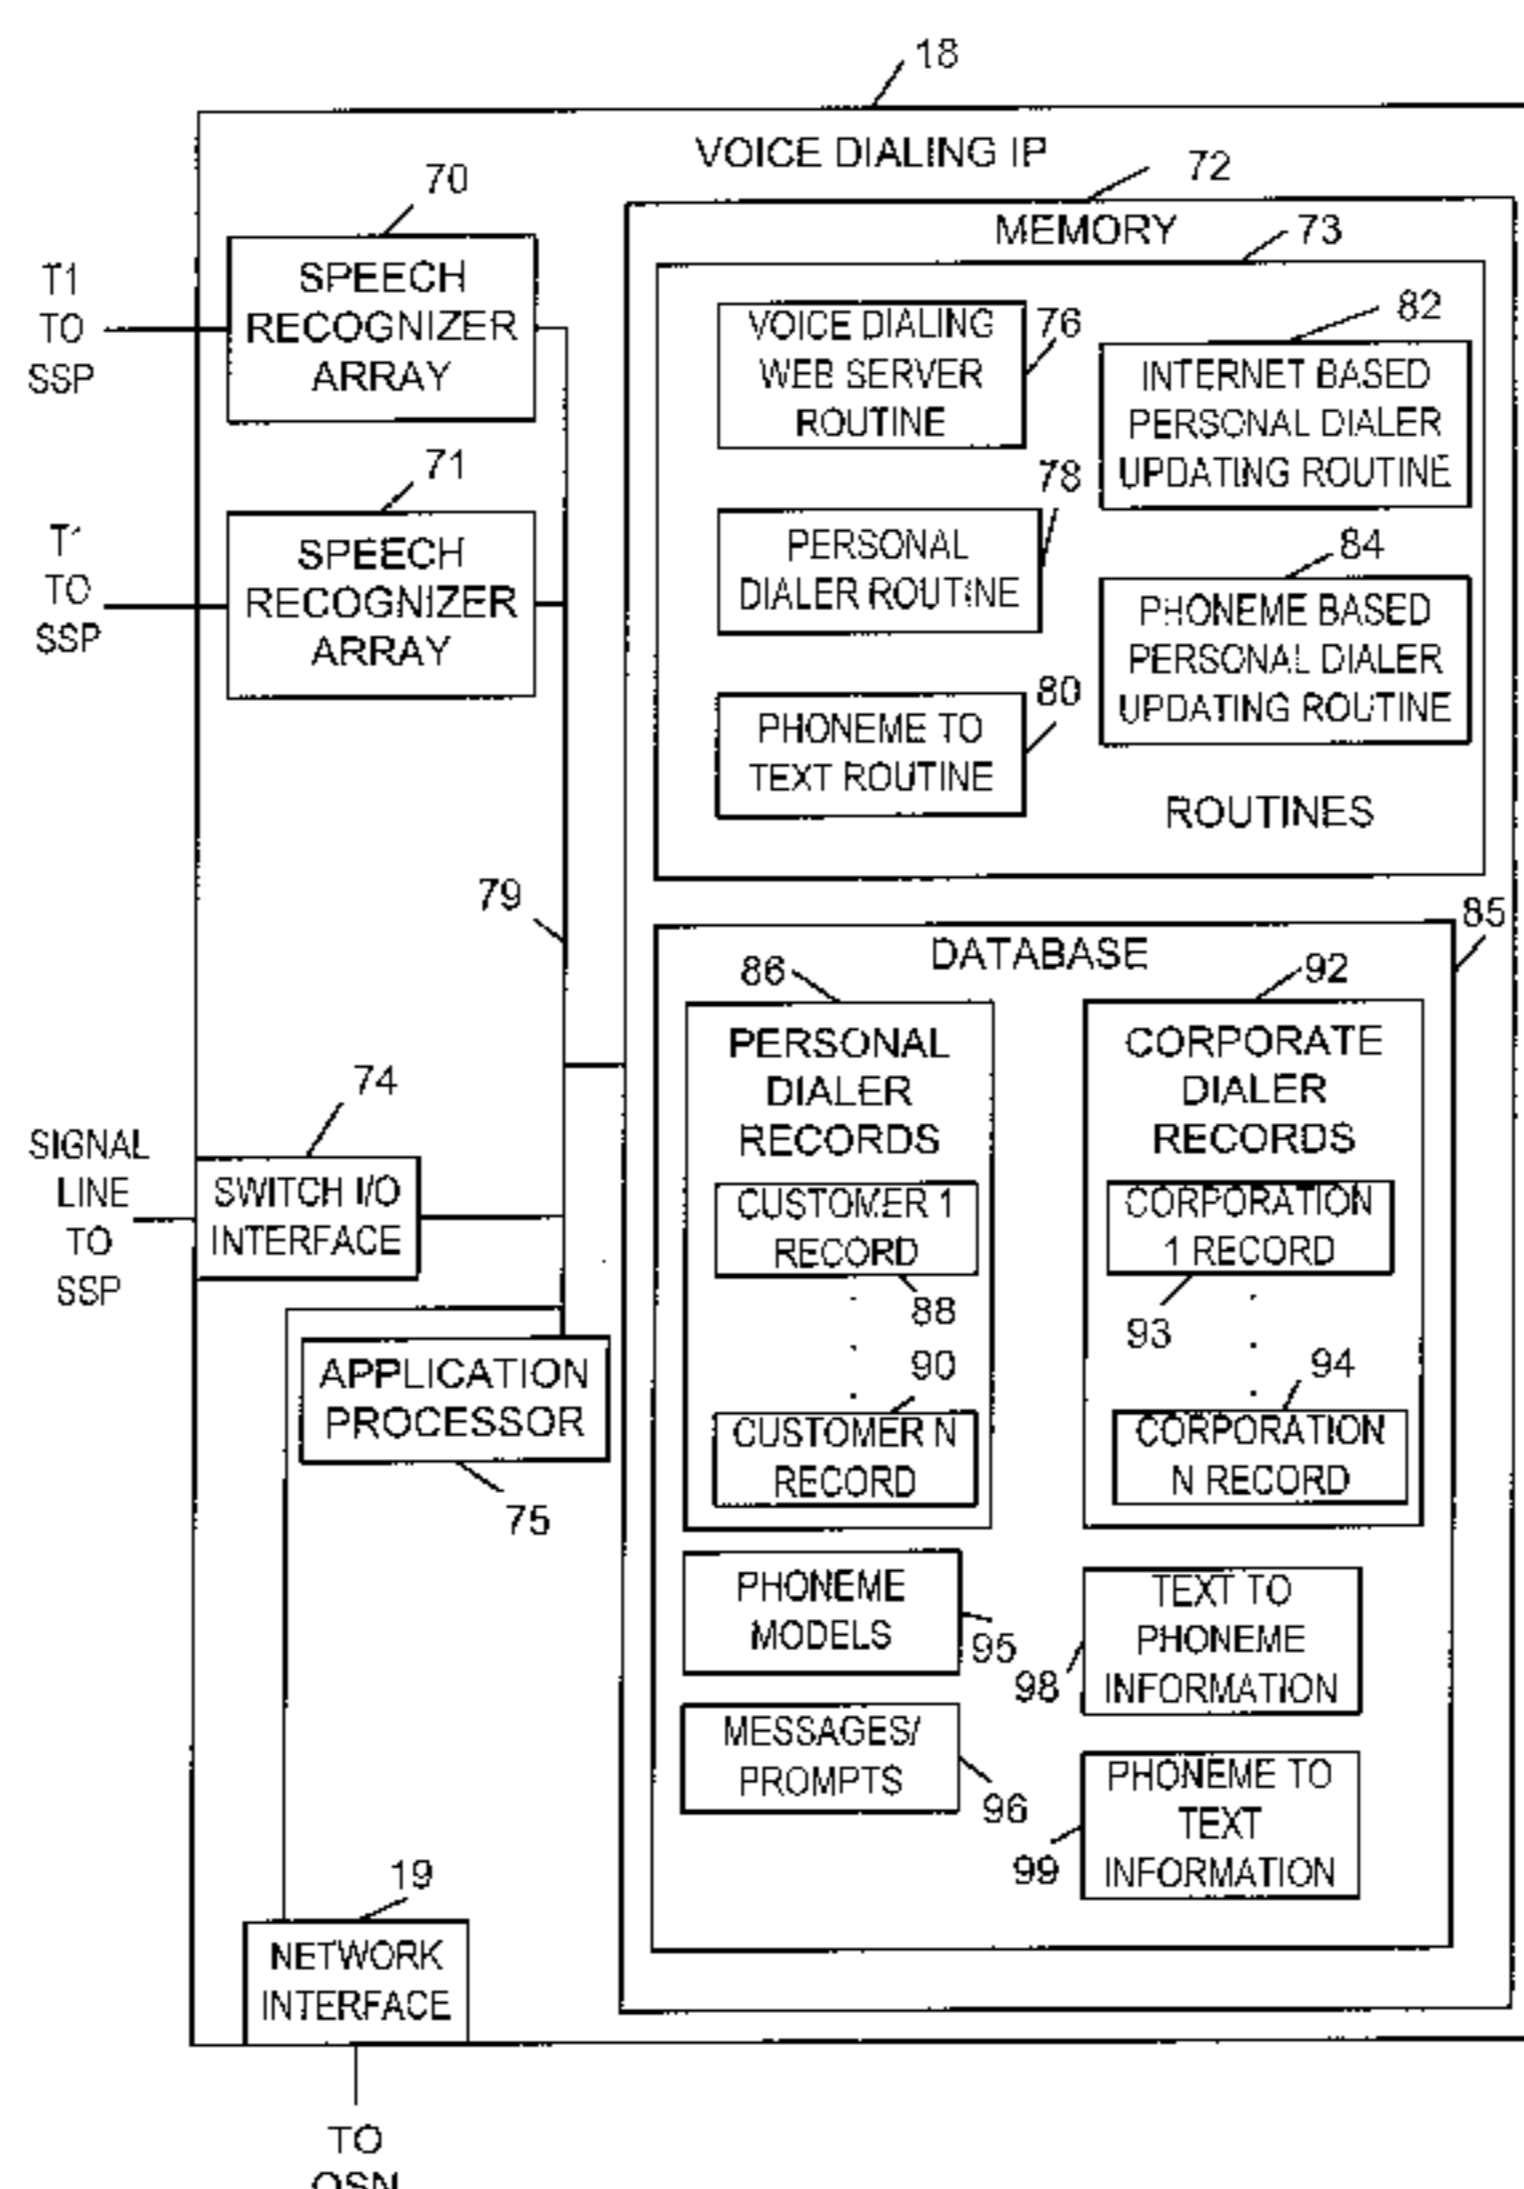 18
VOICE DIALING IP
70
SPEECH
RECOGNIZER
ARRAY
T1
TO
SSP
71
SPEECH
RECOGNIZER
ARRAY
T1
TO
SSP
72
MEMORY
73
VOICE DIALING
WEB SERVER
ROUTINE
76
82
INTERNET BASED
PERSONAL DIALER
UPDATING ROUTINE
78
PERSONAL
DIALER ROUTINE
84
PHONEME BASED
PERSONAL DIALER
UPDATING ROUTINE
80
PHONEME TO
TEXT ROUTINE
ROUTINES
79
85
DATABASE
86
PERSONAL
DIALER
RECORDS
CUSTOMER 1
RECORD
88
90
CUSTOMER N
RECORD
92
CORPORATE
DIALER
RECORDS
CORPORATION
1 RECORD
93
94
CORPORATION
N RECORD
74
SIGNAL
LINE
TO
SSP
SWITCH I/O
INTERFACE
APPLICATION
PROCESSOR
75
PHONEME
MODELS
95
TEXT TO
PHONEME
INFORMATION
98
MESSAGES/
PROMPTS
96
PHONEME TO
TEXT
INFORMATION
99
19
NETWORK
INTERFACE
TO
OSN